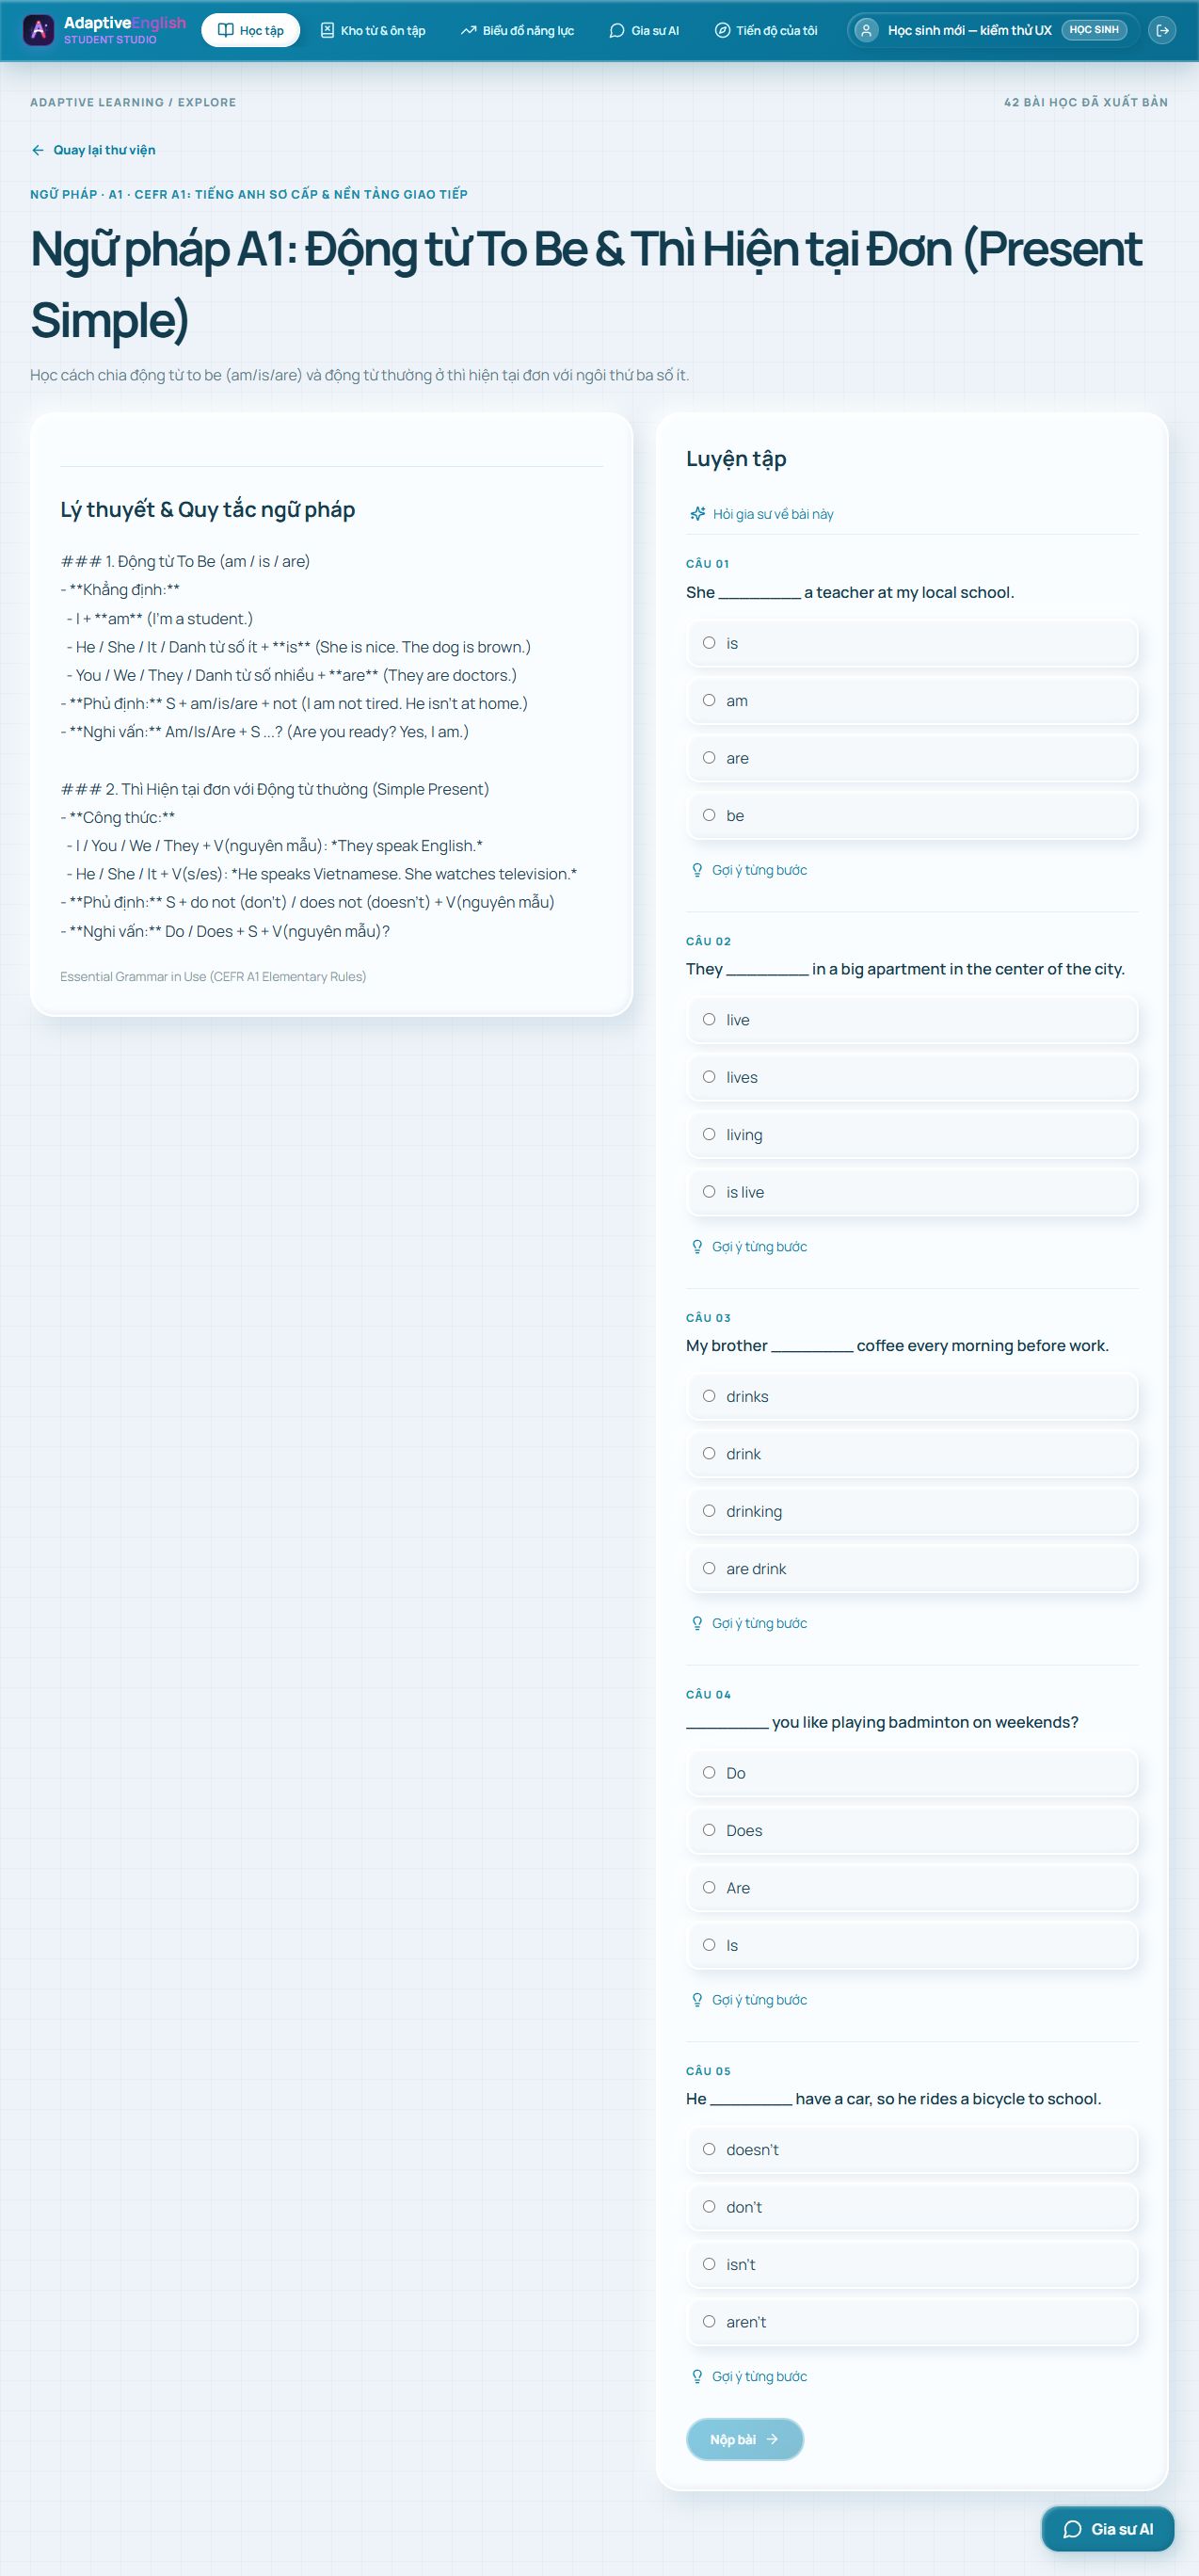 AdaptiveEnglish
STUDENT STUDIO
Học tập
Kho từ & ôn tập
Biểu đồ năng lực
Gia sư AI
Tiến độ của tôi
Học sinh mới — kiểm thử UX
HỌC SINH
ADAPTIVE LEARNING / EXPLORE
42 BÀI HỌC ĐÃ XUẤT BẢN
Quay lại thư viện
NGỮ PHÁP · A1 · CEFR A1: TIẾNG ANH SƠ CẤP & NỀN TẢNG GIAO TIẾP
Ngữ pháp A1: Động từ To Be & Thì Hiện tại Đơn (Present
Simple)
Học cách chia động từ to be (am/is/are) và động từ thường ở thì hiện tại đơn với ngôi thứ ba số ít.
Lý thuyết & Quy tắc ngữ pháp
### 1. Động từ To Be (am / is / are)
- **Khẳng định:**
- I + **am** (I'm a student.)
- He / She / It / Danh từ số ít + **is** (She is nice. The dog is brown.)
- You / We / They / Danh từ số nhiều + **are** (They are doctors.)
- **Phủ định:** S + am/is/are + not (I am not tired. He isn't at home.)
- **Nghi vấn:** Am/Is/Are + S ...? (Are you ready? Yes, I am.)
### 2. Thì Hiện tại đơn với Động từ thường (Simple Present)
- **Công thức:**
- I / You / We / They + V(nguyên mẫu): *They speak English.*
- He / She / It + V(s/es): *He speaks Vietnamese. She watches television.*
- **Phủ định:** S + do not (don't) / does not (doesn't) + V(nguyên mẫu)
- **Nghi vấn:** Do / Does + S + V(nguyên mẫu)?
Essential Grammar in Use (CEFR A1 Elementary Rules)
Luyện tập
Hỏi gia sư về bài này
CÂU 01
She ________ a teacher at my local school.
is
am
are
be
Gợi ý từng bước
CÂU 02
They ________ in a big apartment in the center of the city.
live
lives
living
is live
Gợi ý từng bước
CÂU 03
My brother ________ coffee every morning before work.
drinks
drink
drinking
are drink
Gợi ý từng bước
CÂU 04
________ you like playing badminton on weekends?
Do
Does
Are
Is
Gợi ý từng bước
CÂU 05
He ________ have a car, so he rides a bicycle to school.
doesn't
don't
isn't
aren't
Gợi ý từng bước
Nộp bài
Gia sư AI